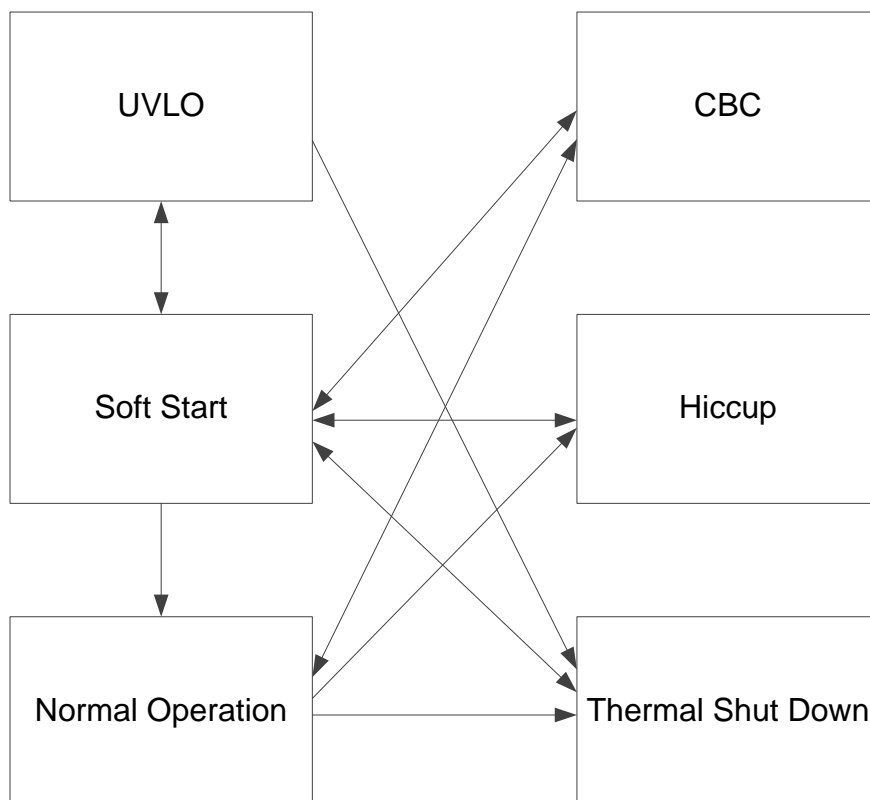 UVLO
CBC
Soft Start
Hiccup
Normal Operation
Thermal Shut Down